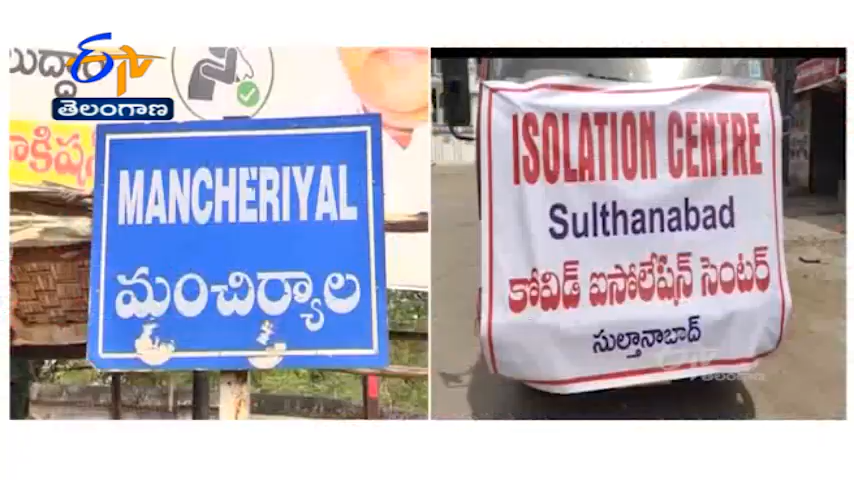 ETV
తెలంగాణ
MANCHERIYAL
మంచిర్యాల
ISOLATION CENTRE
Sulthanabad
కోవిడ్ ఐసోలేషన్ సెంటర్
సుల్తానాబాద్
తెలంగాణ